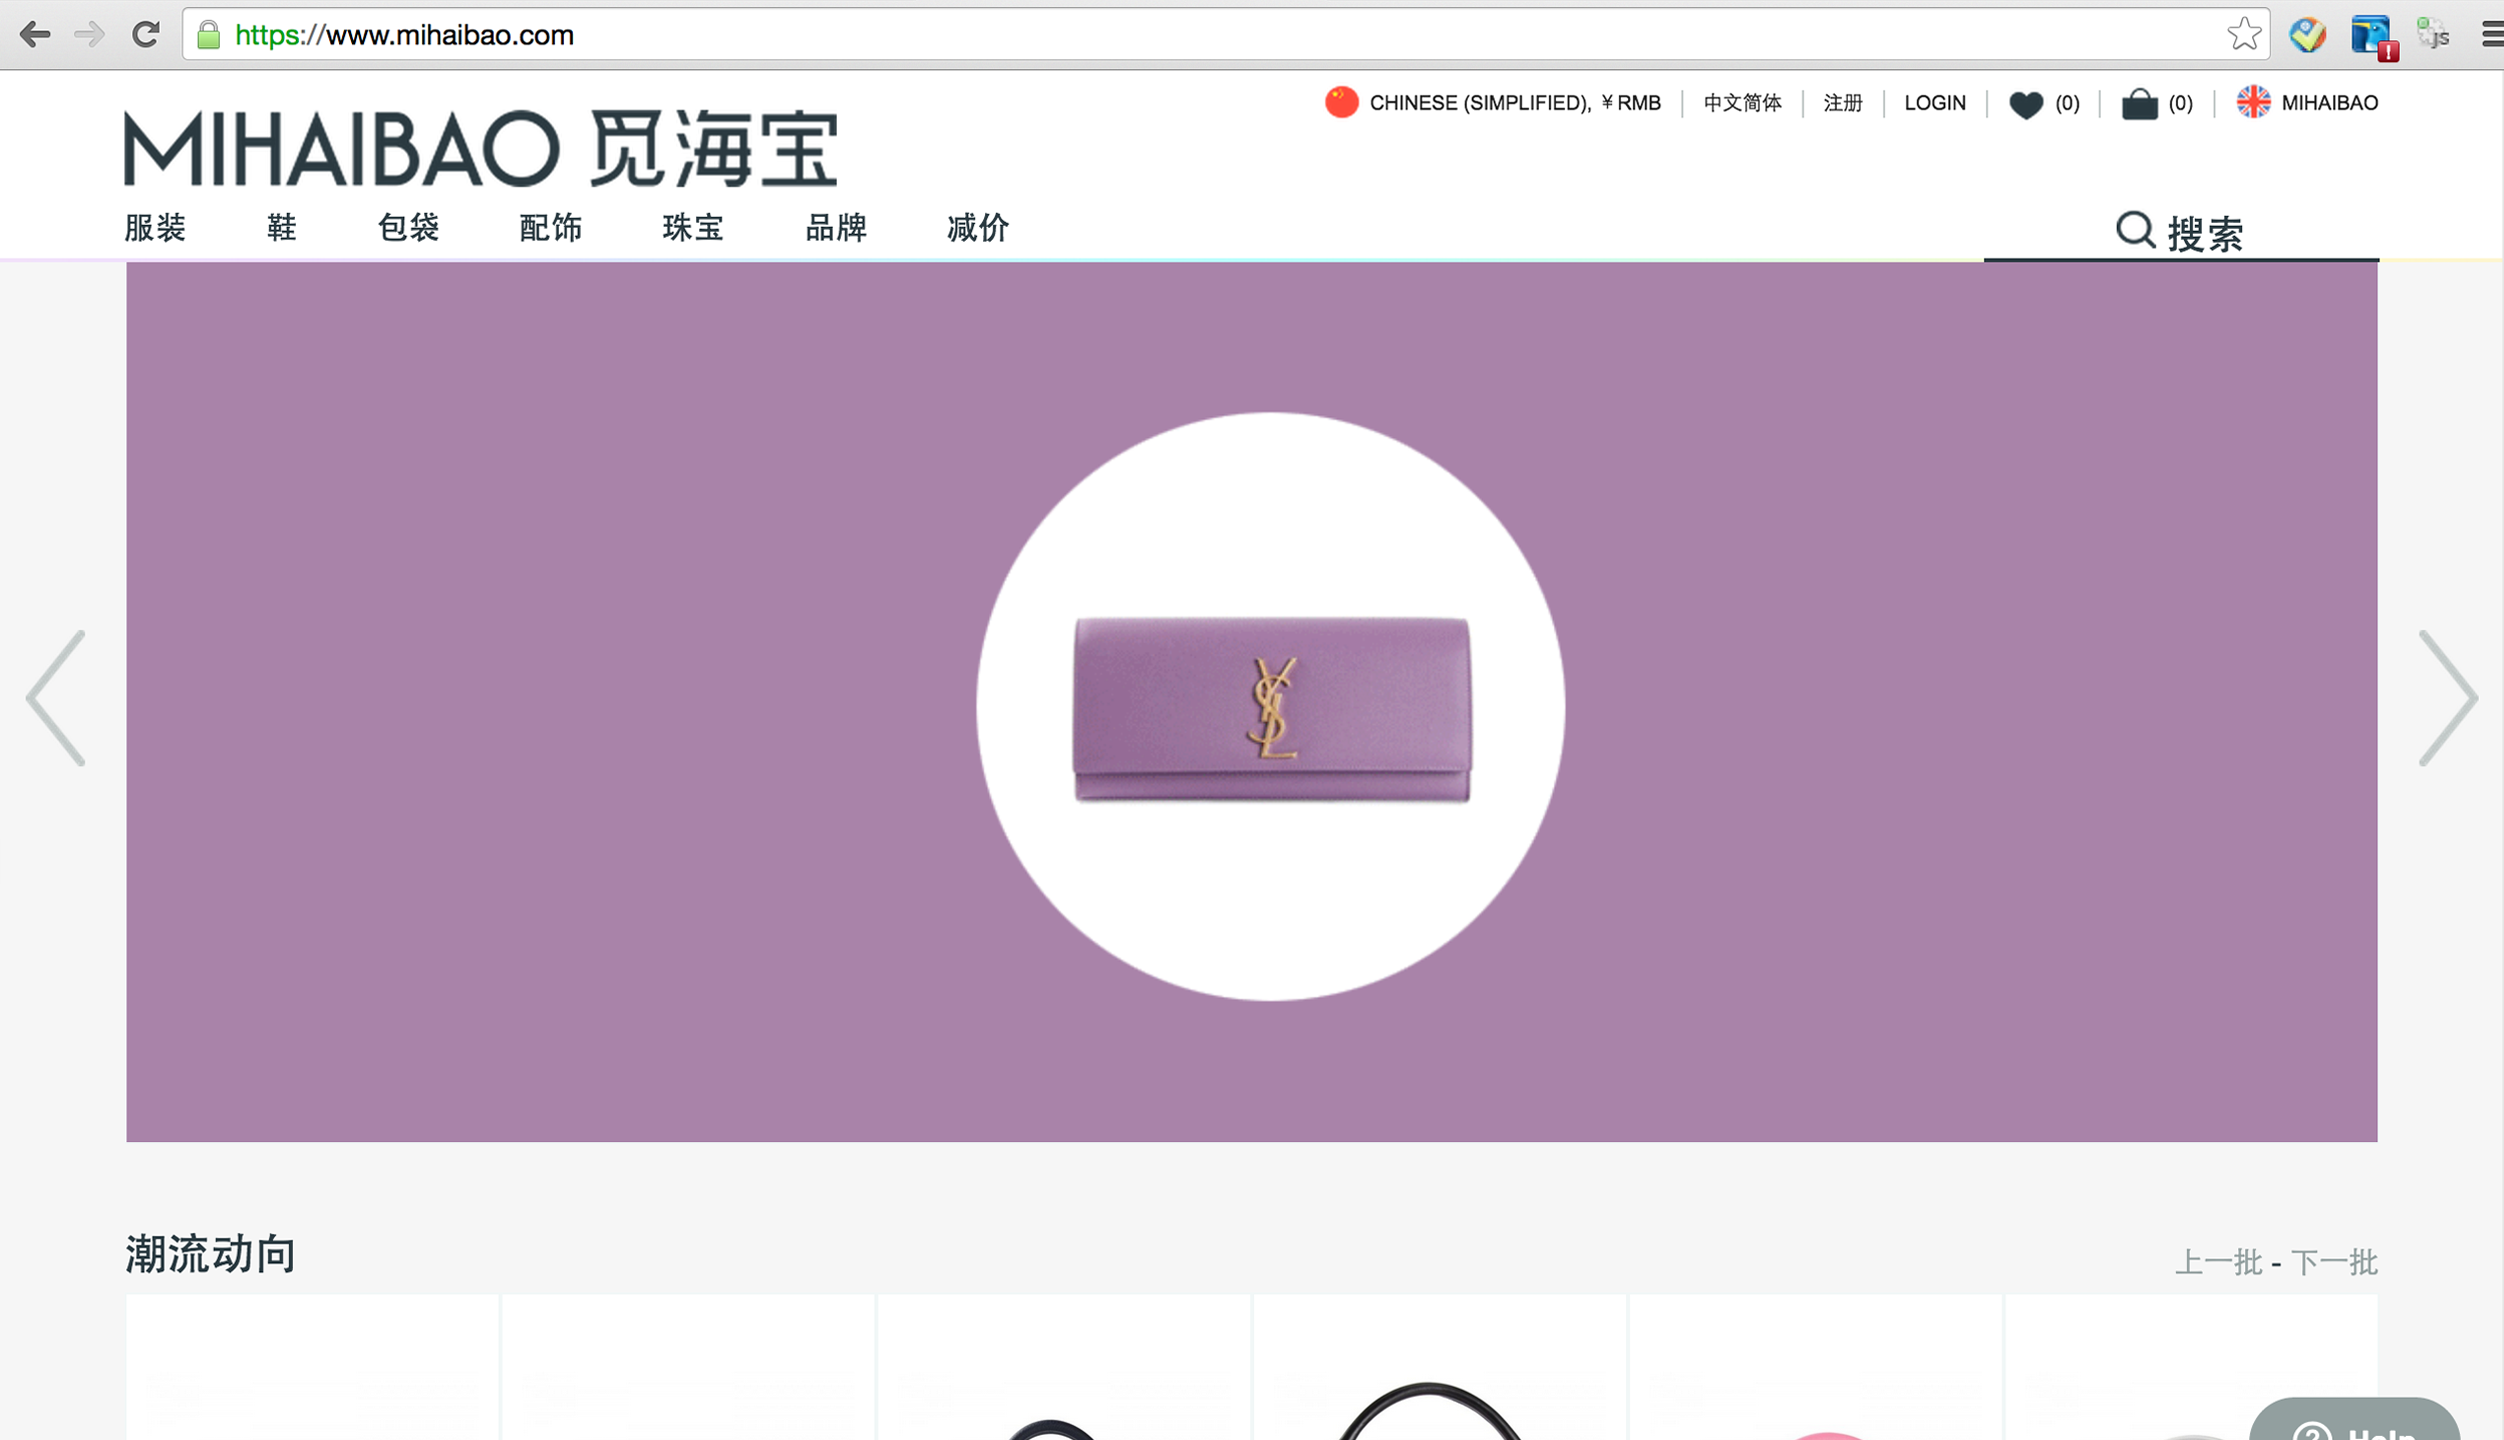 https://www.mihaibao.com
CHINESE (SIMPLIFIED), ¥RMB 中文简体 注册 LOGIN (0) (0) MIHAIBAO
MIHAIBAO 觅海宝
服装 鞋 包袋 配饰 珠宝 品牌 减价 搜索
YSL
潮流动向 上一批 - 下一批
Help